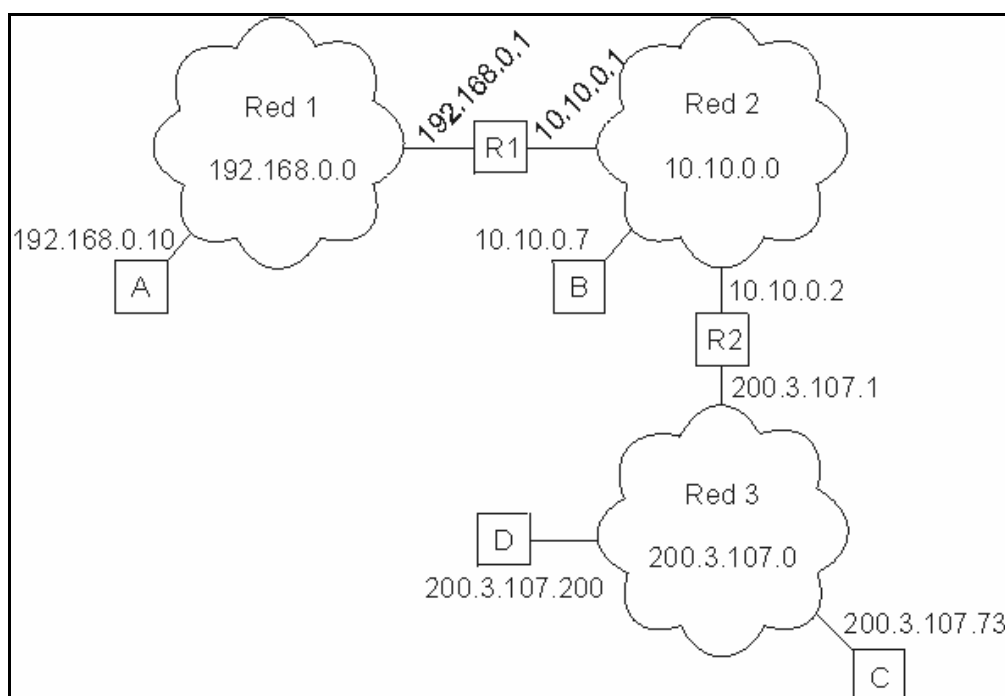 Red 1
192.168.0.0
192.168.0.1
R1
10.10.0.1
Red 2
10.10.0.0
192.168.0.10
A
10.10.0.7
B
10.10.0.2
R2
200.3.107.1
Red 3
200.3.107.0
D
200.3.107.200
200.3.107.73
C